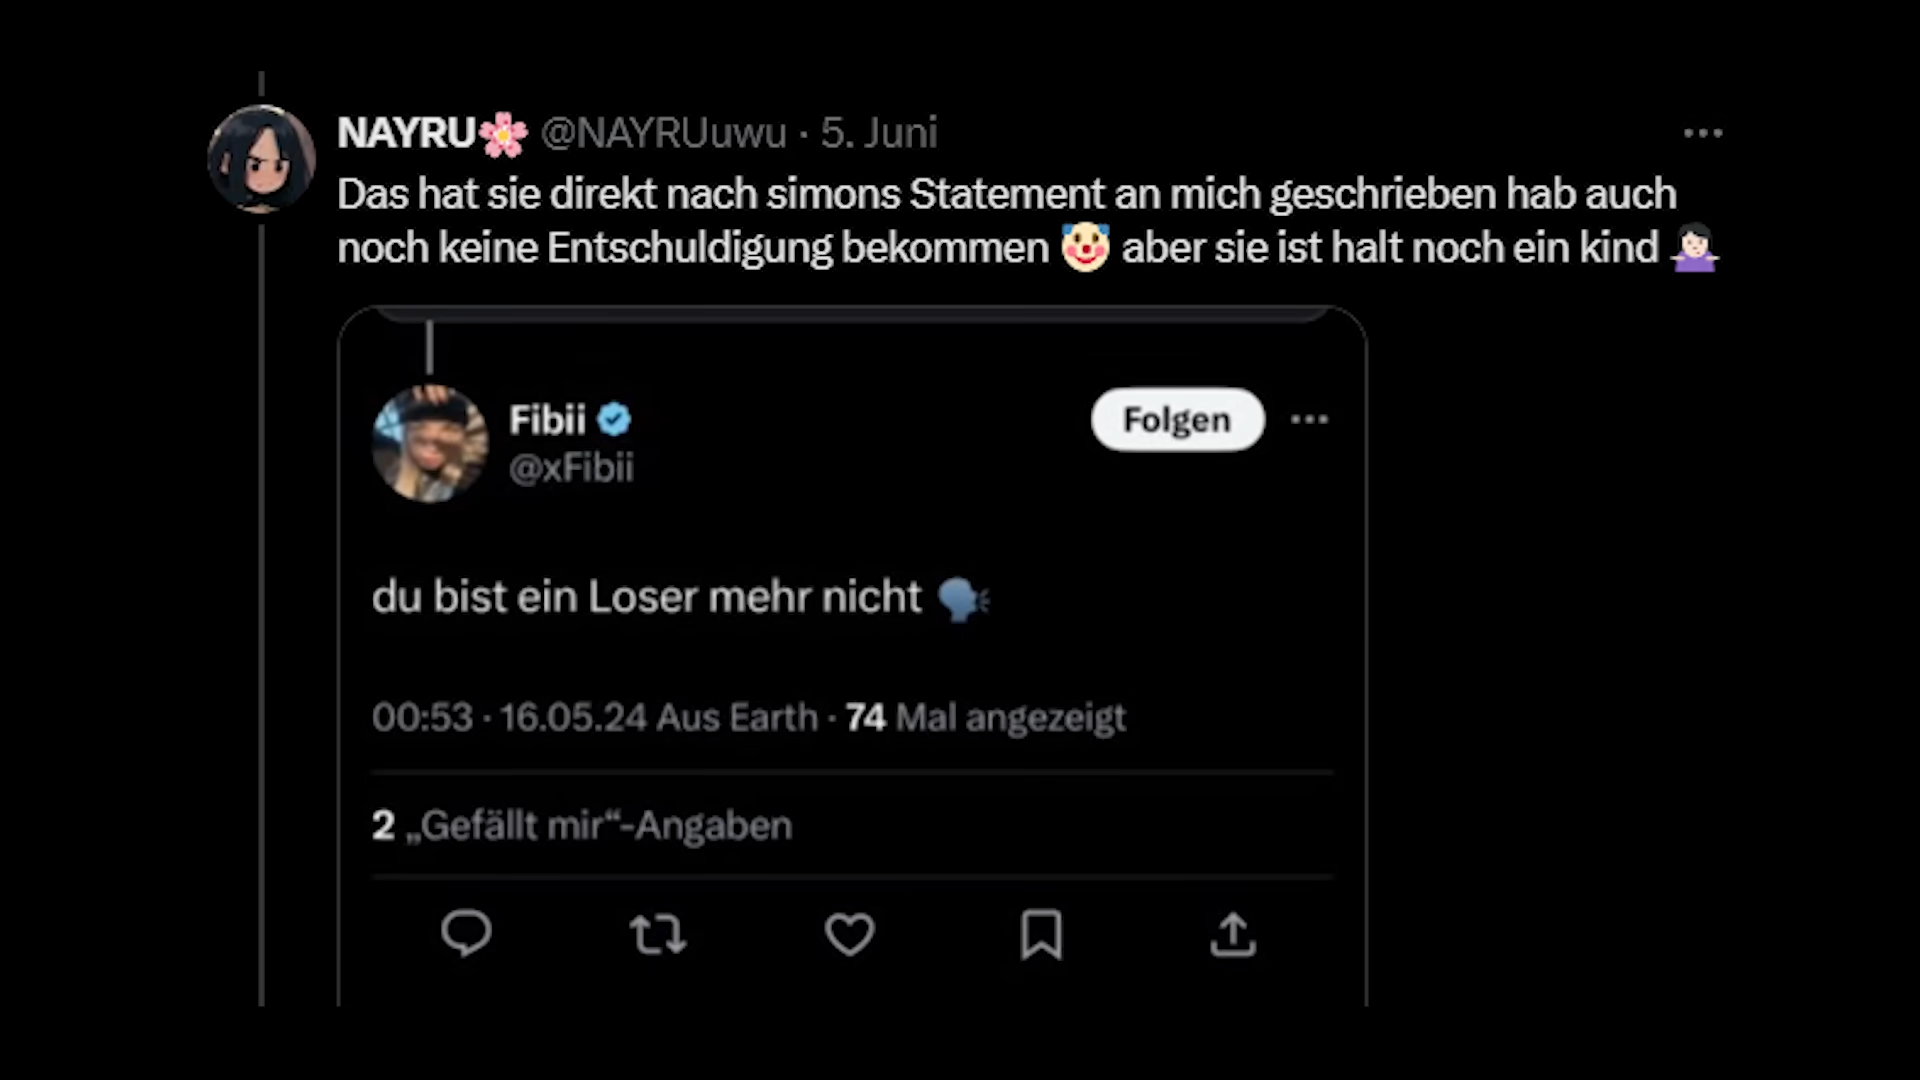 NAYRU🌸 @NAYRUuwu · 5. Juni
Das hat sie direkt nach simons Statement an mich geschrieben hab auch
noch keine Entschuldigung bekommen 🤡 aber sie ist halt noch ein kind 🤷🏻‍♀️
Fibii
Folgen
@xFibii
du bist ein Loser mehr nicht 🗣️
00:53 · 16.05.24 Aus Earth · 74 Mal angezeigt
2 „Gefällt mir“-Angaben